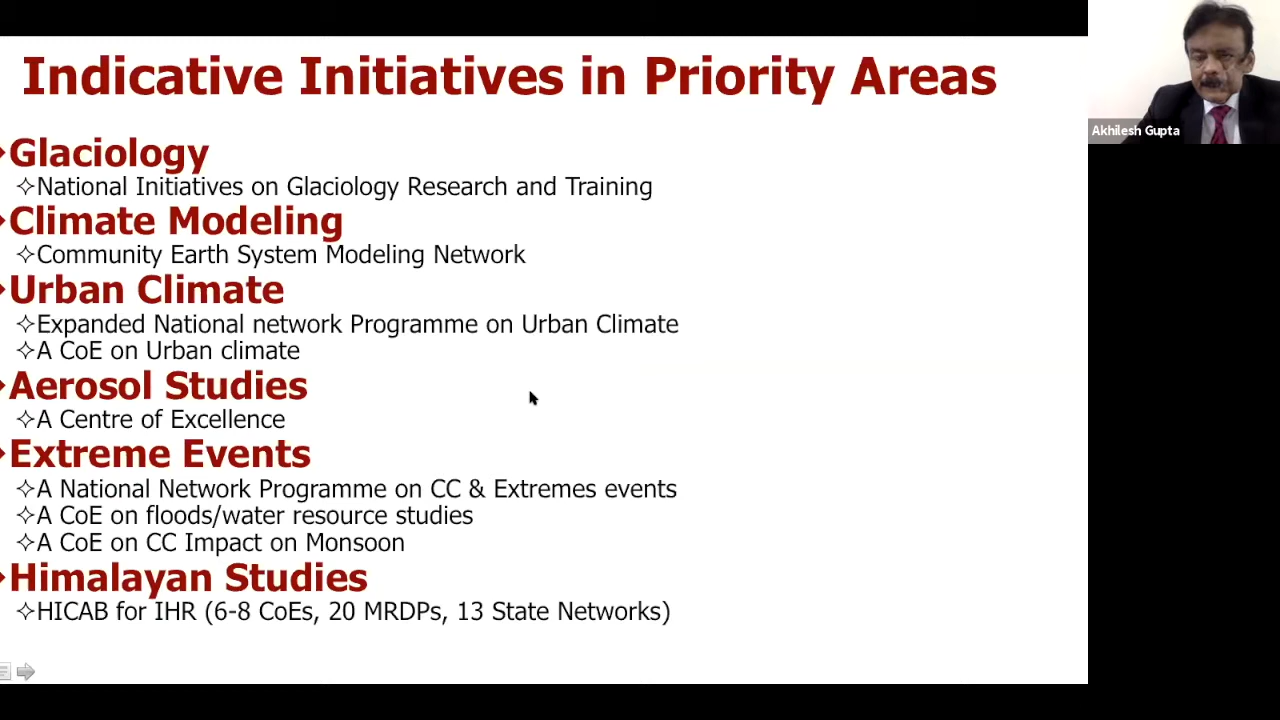 Indicative Initiatives in Priority Areas
Akhilesh Gupta
Glaciology
✧National Initiatives on Glaciology Research and Training
Climate Modeling
✧Community Earth System Modeling Network
Urban Climate
✧Expanded National network Programme on Urban Climate
✧A CoE on Urban climate
Aerosol Studies
✧A Centre of Excellence
Extreme Events
✧A National Network Programme on CC & Extremes events
✧A CoE on floods/water resource studies
✧A CoE on CC Impact on Monsoon
Himalayan Studies
✧HICAB for IHR (6-8 CoEs, 20 MRDPs, 13 State Networks)